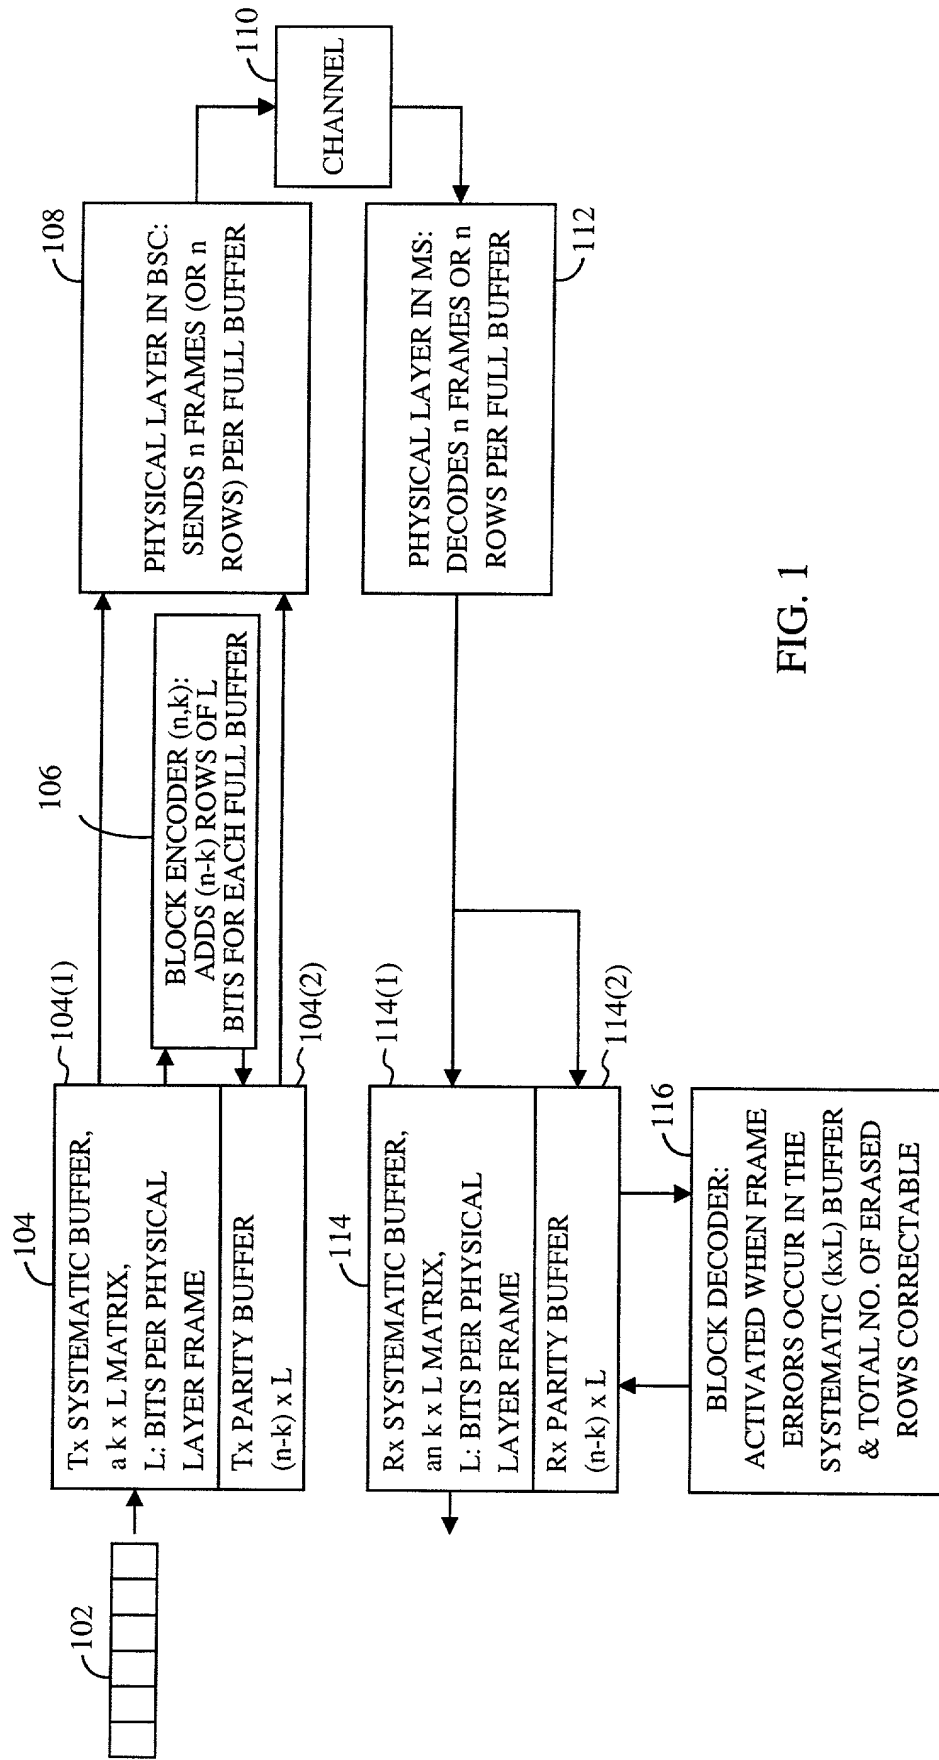 102
104
Tx SYSTEMATIC BUFFER,
a k x L MATRIX,
L: BITS PER PHYSICAL
LAYER FRAME
104(1)
Tx PARITY BUFFER
(n-k) x L
104(2)
106
BLOCK ENCODER (n,k):
ADDS (n-k) ROWS OF L
BITS FOR EACH FULL BUFFER
108
PHYSICAL LAYER IN BSC:
SENDS n FRAMES (OR n
ROWS) PER FULL BUFFER
110
CHANNEL
114
Rx SYSTEMATIC BUFFER,
an k x L MATRIX,
L: BITS PER PHYSICAL
LAYER FRAME
114(1)
Rx PARITY BUFFER
(n-k) x L
114(2)
PHYSICAL LAYER IN MS:
DECODES n FRAMES OR n
ROWS PER FULL BUFFER
112
116
BLOCK DECODER:
ACTIVATED WHEN FRAME
ERRORS OCCUR IN THE
SYSTEMATIC (kxL) BUFFER
& TOTAL NO. OF ERASED
ROWS CORRECTABLE
FIG. 1